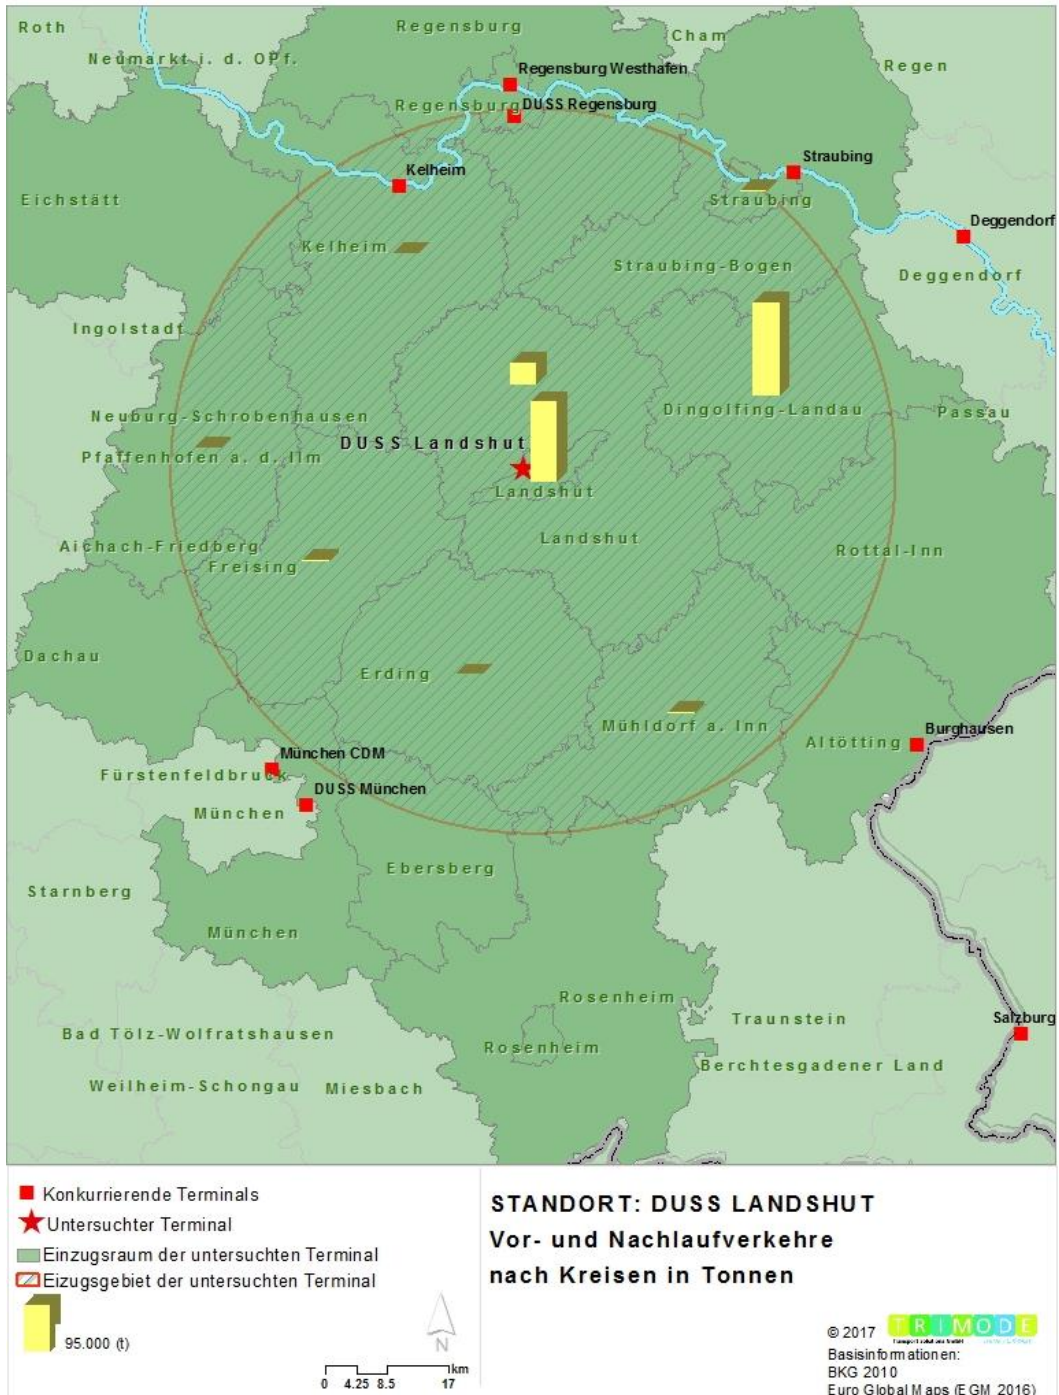 Roth
Regensburg
Cham
Neumarkt i. d. OPf.
Regen
Regensburg Westhafen
Regensburg
DUSS Regensburg
Straubing
Kelheim
Eichstätt
Straubing
Deggendorf
Kelheim
Straubing-Bogen
Deggendorf
Ingolstadt
Neuburg-Schrobenhausen
Dingolfing-Landau
Passau
DUSS Landshut
Pfaffenhofen a. d. Ilm
Landshut
Landshut
Aichach-Friedberg
Rottal-Inn
Freising
Dachau
Erding
Mühldorf a. Inn
Burghausen
Altötting
München CDM
Fürstenfeldbruck
DUSS München
München
Ebersberg
Starnberg
München
Rosenheim
Traunstein
Salzburg
Bad Tölz-Wolfratshausen
Rosenheim
Berchtesgadener Land
Weilheim-Schongau
Miesbach
Konkurrierende Terminals
Untersuchter Terminal
Einzugsraum der untersuchten Terminal
Eizugsgebiet der untersuchten Terminal
95.000 (t)
N
km
0 4.25 8.5 17
STANDORT: DUSS LANDSHUT
Vor- und Nachlaufverkehre
nach Kreisen in Tonnen
© 2017 TRIMODE
Basisinformationen:
BKG 2010
Euro Global Maps (EGM 2016)